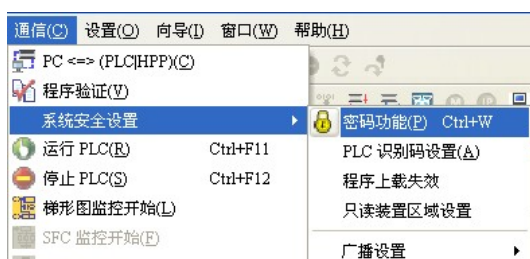 通信(C) 设置(O) 向导(I) 窗口(W) 帮助(H)
PC <=> (PLC|HPP)(C)
程序验证(V)
系统安全设置
运行 PLC(R) Ctrl+F11
停止 PLC(S) Ctrl+F12
梯形图监控开始(L)
SFC 监控开始(F)
密码功能(P) Ctrl+W
PLC 识别码设置(A)
程序上载失效
只读装置区域设置
广播设置